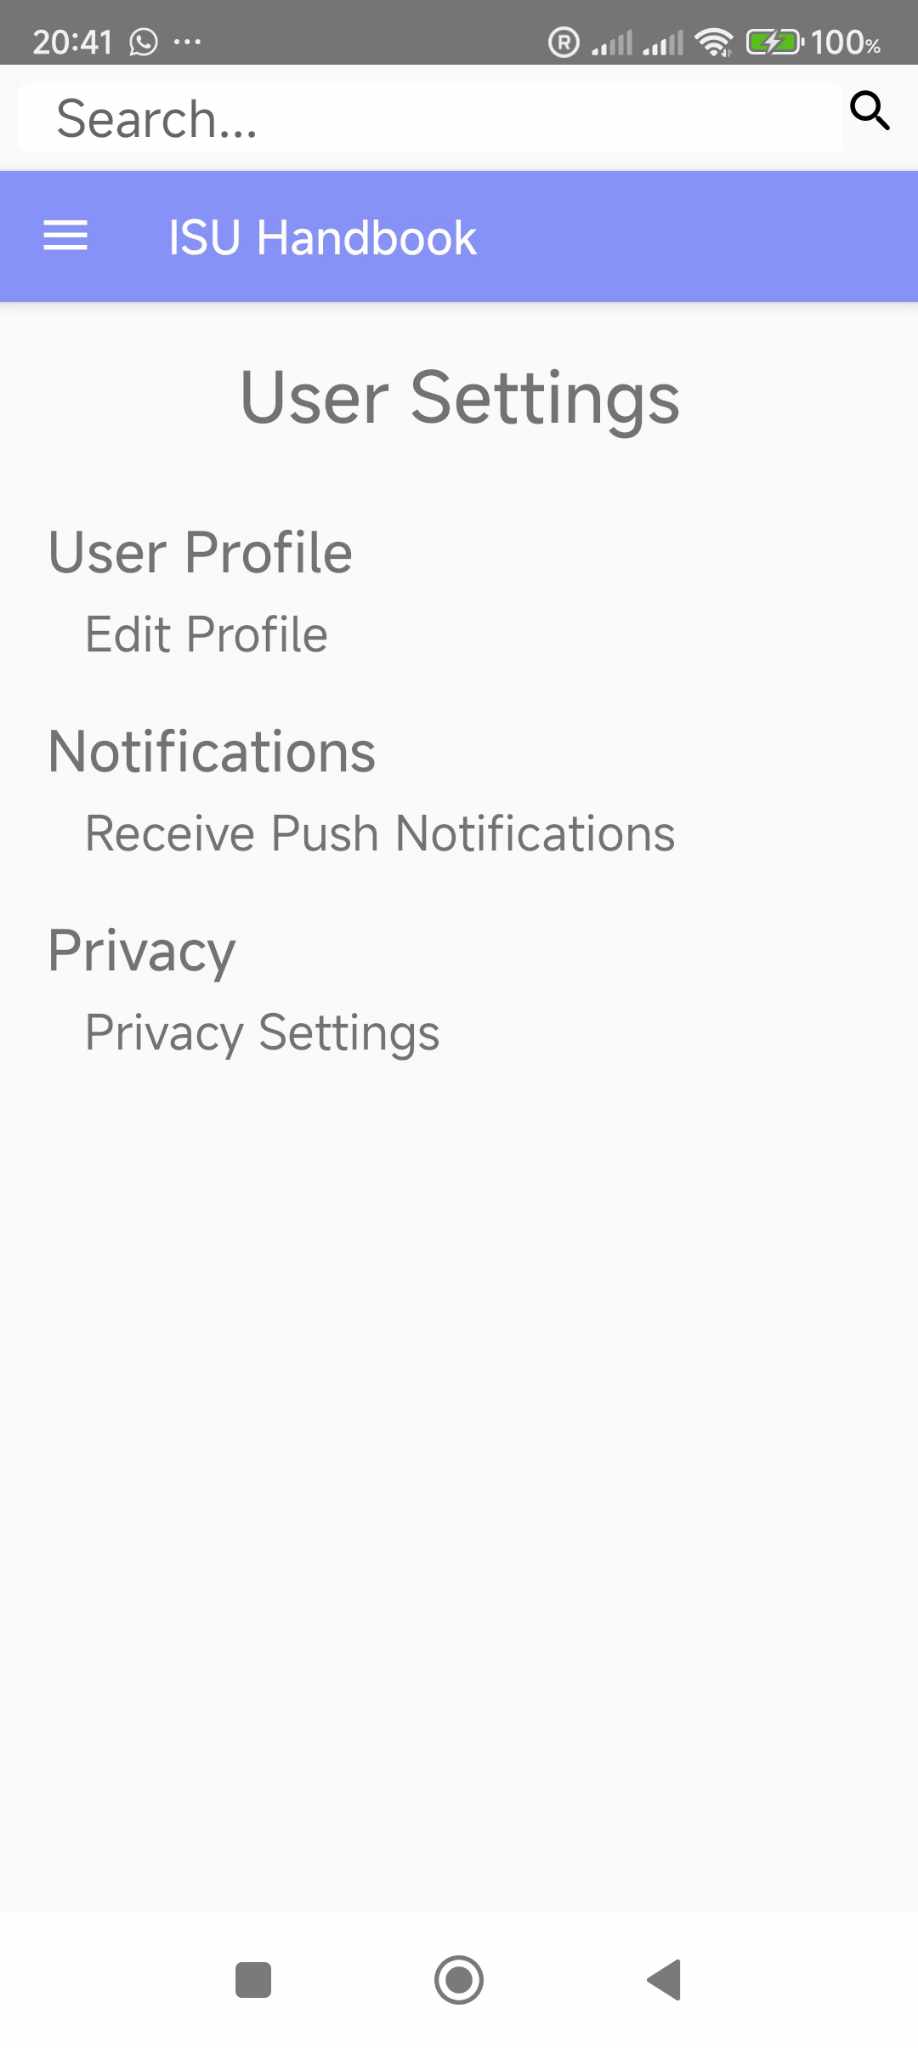 20:41 ... ® 100%
Search...
ISU Handbook
User Settings
User Profile
Edit Profile
Notifications
Receive Push Notifications
Privacy
Privacy Settings